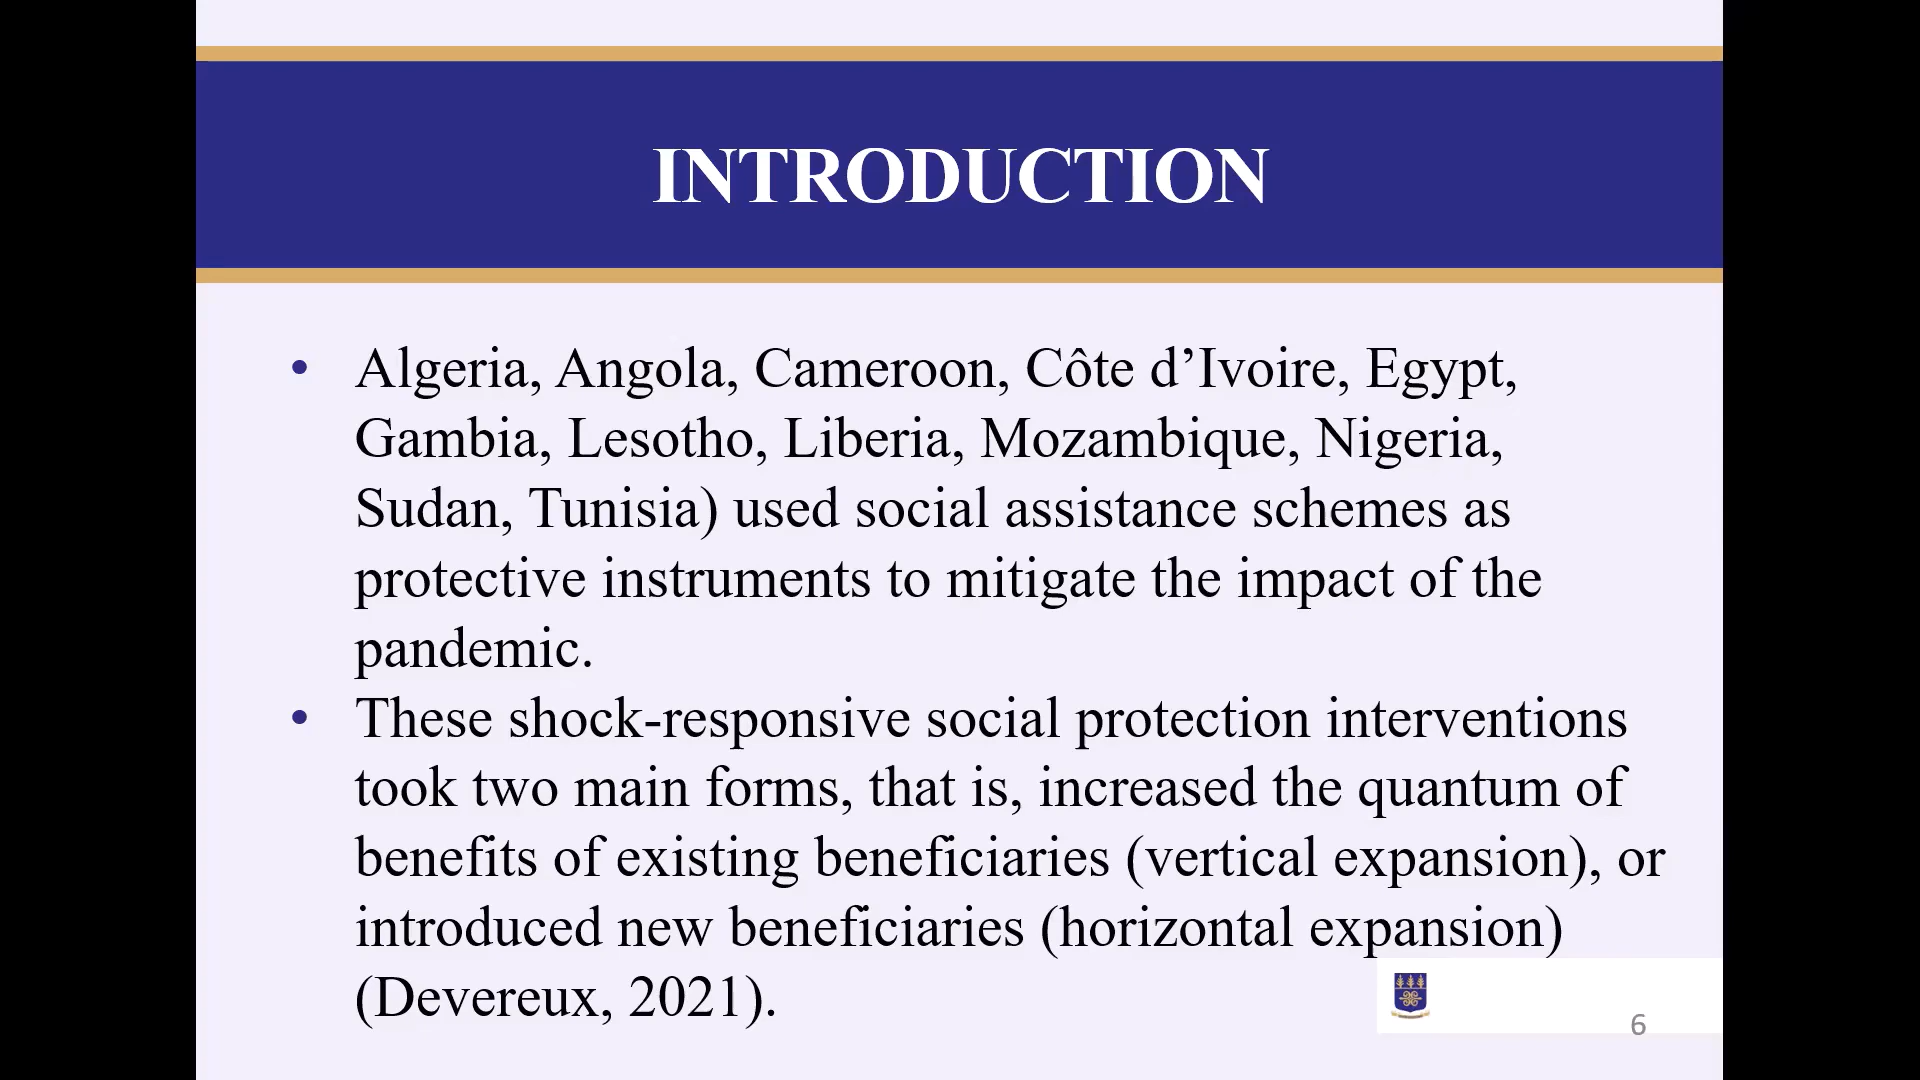 INTRODUCTION
• Algeria, Angola, Cameroon, Côte d’Ivoire, Egypt,
Gambia, Lesotho, Liberia, Mozambique, Nigeria,
Sudan, Tunisia) used social assistance schemes as
protective instruments to mitigate the impact of the
pandemic.
• These shock-responsive social protection interventions
took two main forms, that is, increased the quantum of
benefits of existing beneficiaries (vertical expansion), or
introduced new beneficiaries (horizontal expansion)
(Devereux, 2021).
6